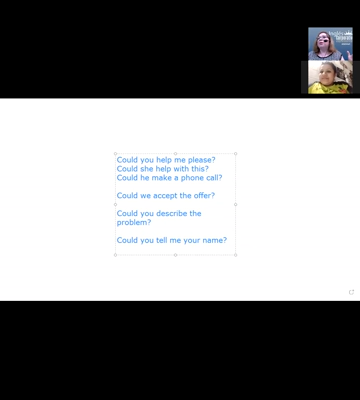 Could you help me please?
Could she help with this?
Could he make a phone call?
Could we accept the offer?
Could you describe the
problem?
Could you tell me your name?